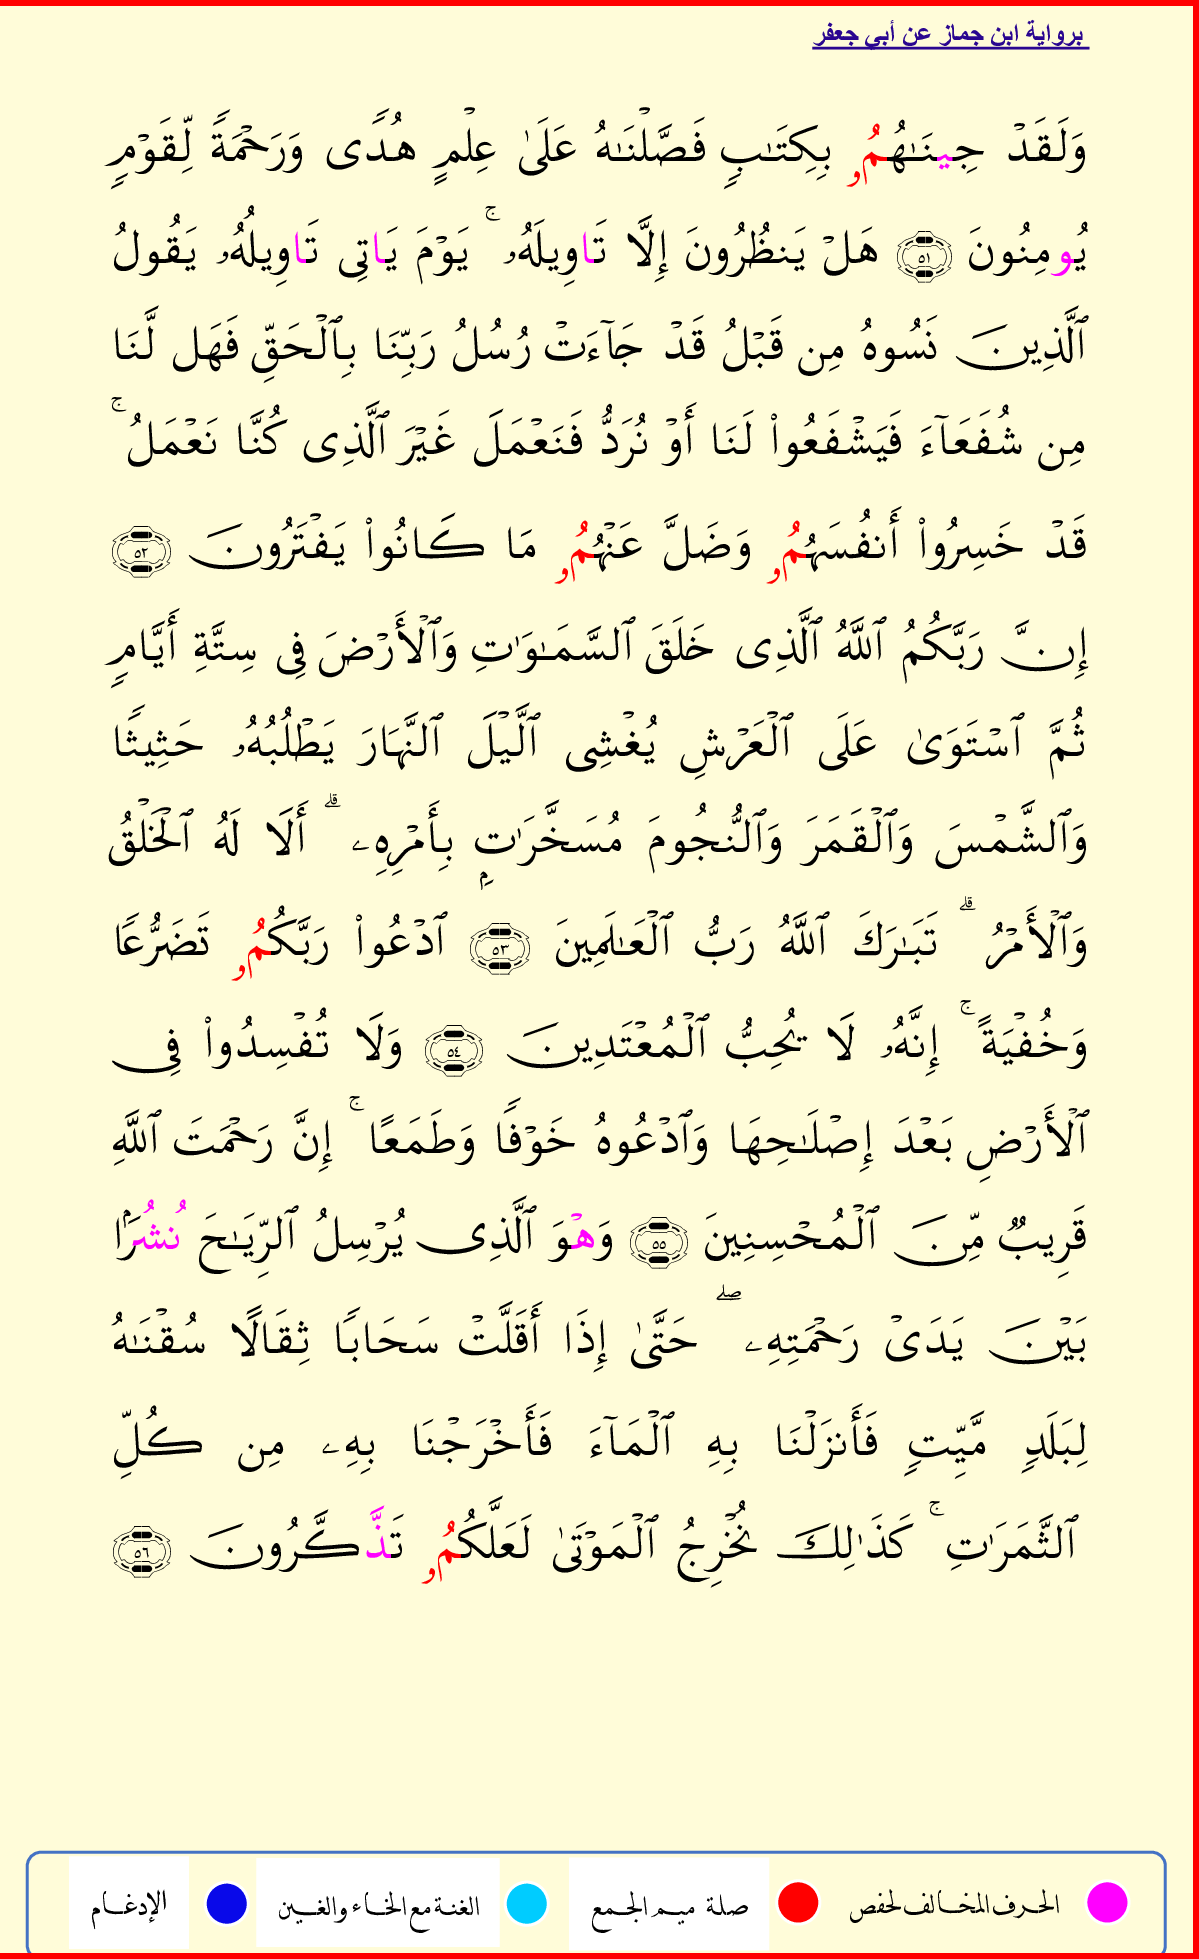 برواية ابن جماز عن أبي جعفر
وَلَقَدۡ جِينَٰهُمُۥ بِكِتَٰبٖ فَصَّلۡنَٰهُ عَلَىٰ عِلۡمٍ هُدٗى وَرَحۡمَةٗ لِّقَوۡمٖ
يُومِنُونَ ٥١ هَلۡ يَنظُرُونَ إِلَّا تَاوِيلَهُۥۚ يَوۡمَ يَاتِى تَاوِيلُهُۥ يَقُولُ
ٱلَّذِينَ نَسُوهُ مِن قَبۡلُ قَدۡ جَآءَتۡ رُسُلُ رَبِّنَا بِٱلۡحَقِّ فَهَل لَّنَا
مِن شُفَعَآءَ فَيَشۡفَعُواْ لَنَا أَوۡ نُرَدُّ فَنَعۡمَلَ غَيۡرَ ٱلَّذِى كُنَّا نَعۡمَلُۚ
قَدۡ خَسِرُواْ أَنفُسَهُمُۥ وَضَلَّ عَنۡهُمُۥ مَا كَانُواْ يَفۡتَرُونَ ٥٢
إِنَّ رَبَّكُمُ ٱللَّهُ ٱلَّذِى خَلَقَ ٱلسَّمَٰوَٰتِ وَٱلۡأَرۡضَ فِى سِتَّةِ أَيَّامٖ
ثُمَّ ٱسۡتَوَىٰ عَلَى ٱلۡعَرۡشِ يُغۡشِى ٱلَّيۡلَ ٱلنَّهَارَ يَطۡلُبُهُۥ حَثِيثٗا
وَٱلشَّمۡسَ وَٱلۡقَمَرَ وَٱلنُّجُومَ مُسَخَّرَٰتِۭ بِأَمۡرِهِۦۗ أَلَا لَهُ ٱلۡخَلۡقُ
وَٱلۡأَمۡرُۗ تَبَٰرَكَ ٱللَّهُ رَبُّ ٱلۡعَٰلَمِينَ ٥٣ ٱدۡعُواْ رَبَّكُمُۥ تَضَرُّعٗا
وَخُفۡيَةًۚ إِنَّهُۥ لَا يُحِبُّ ٱلۡمُعۡتَدِينَ ٥٤ وَلَا تُفۡسِدُواْ فِى
ٱلۡأَرۡضِ بَعۡدَ إِصۡلَٰحِهَا وَٱدۡعُوهُ خَوۡفٗا وَطَمَعًاۚ إِنَّ رَحۡمَتَ ٱللَّهِ
قَرِيبٞ مِّنَ ٱلۡمُحۡسِنِينَ ٥٥ وَهۡوَ ٱلَّذِى يُرۡسِلُ ٱلرِّيَٰحَ نُشُرَۢا
بَيۡنَ يَدَىۡ رَحۡمَتِهِۦۖ حَتَّىٰ إِذَا أَقَلَّتۡ سَحَابٗا ثِقَالٗا سُقۡنَٰهُ
لِبَلَدٖ مَّيِّتٖ فَأَنزَلۡنَا بِهِ ٱلۡمَآءَ فَأَخۡرَجۡنَا بِهِۦ مِن كُلِّ
ٱلثَّمَرَٰتِۚ كَذَٰلِكَ نُخۡرِجُ ٱلۡمَوۡتَىٰ لَعَلَّكُمُۥ تَذَّكَّرُونَ ٥٦
الحرف المخالف لحفص صلة ميم الجمع الغنة مع الخاء والغين الإدغام